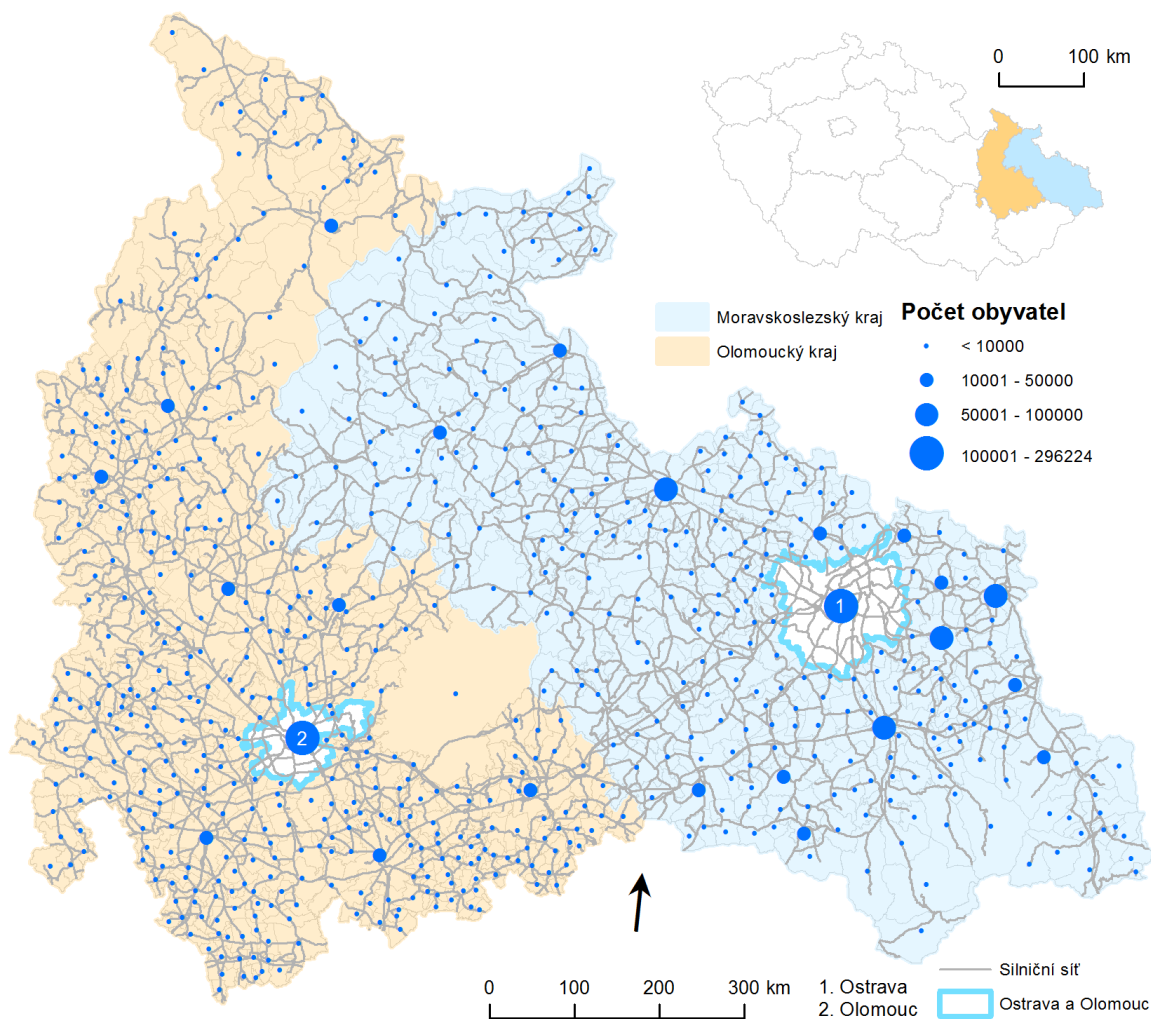 0 100 km
Počet obyvatel
Moravskoslezský kraj
Olomoucký kraj
< 10000
10001 - 50000
50001 - 100000
100001 - 296224
1
2
0 100 200 300 km
1. Ostrava
2. Olomouc
Silniční síť
Ostrava a Olomouc